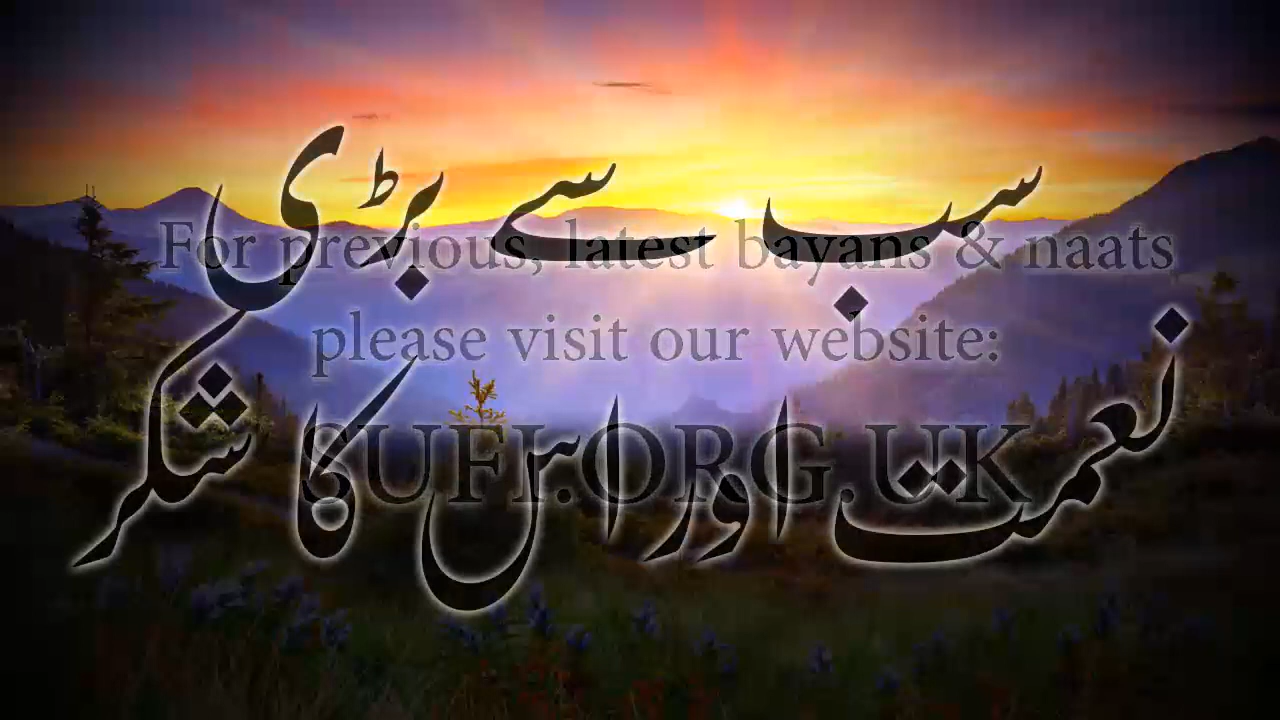 سب سے بڑی
For previous, latest bayans & naats
please visit our website:
نعمت اور اس کا شکر
SUFI.ORG.UK